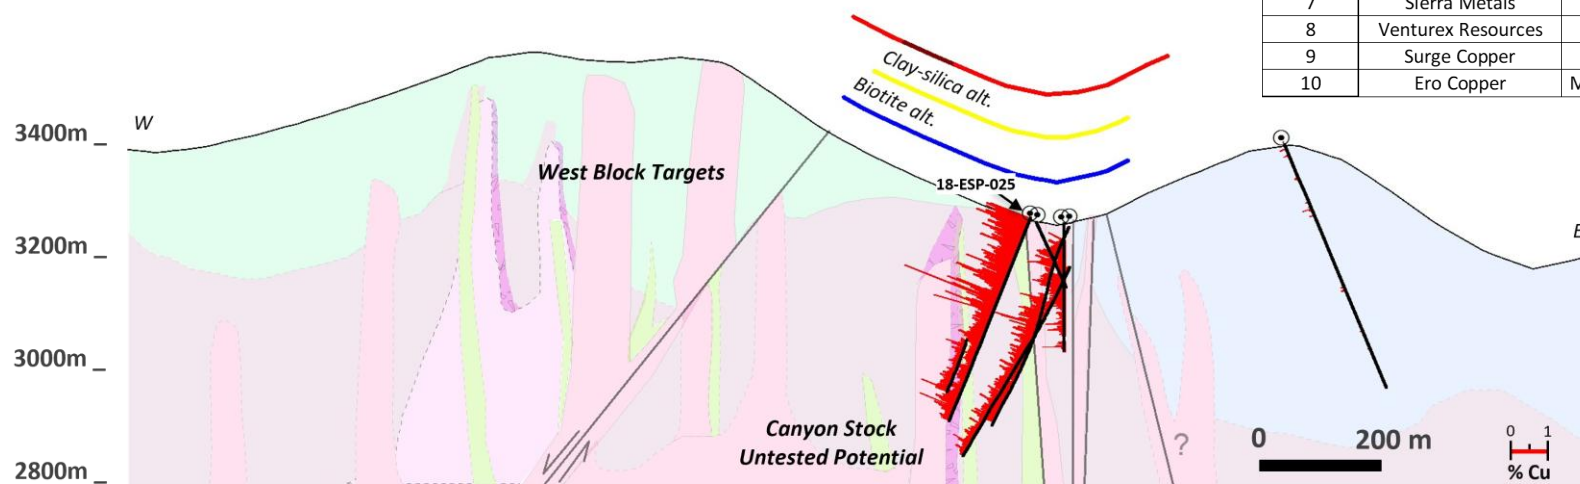 7 Sierra Metals
8 Venturex Resources
9 Surge Copper
10 Ero Copper M
Clay-silica alt.
Biotite alt.
3400m
W
West Block Targets
18-ESP-025
E
3200m
3000m
Canyon Stock
Untested Potential
?
0 200 m
0 1
% Cu
2800m